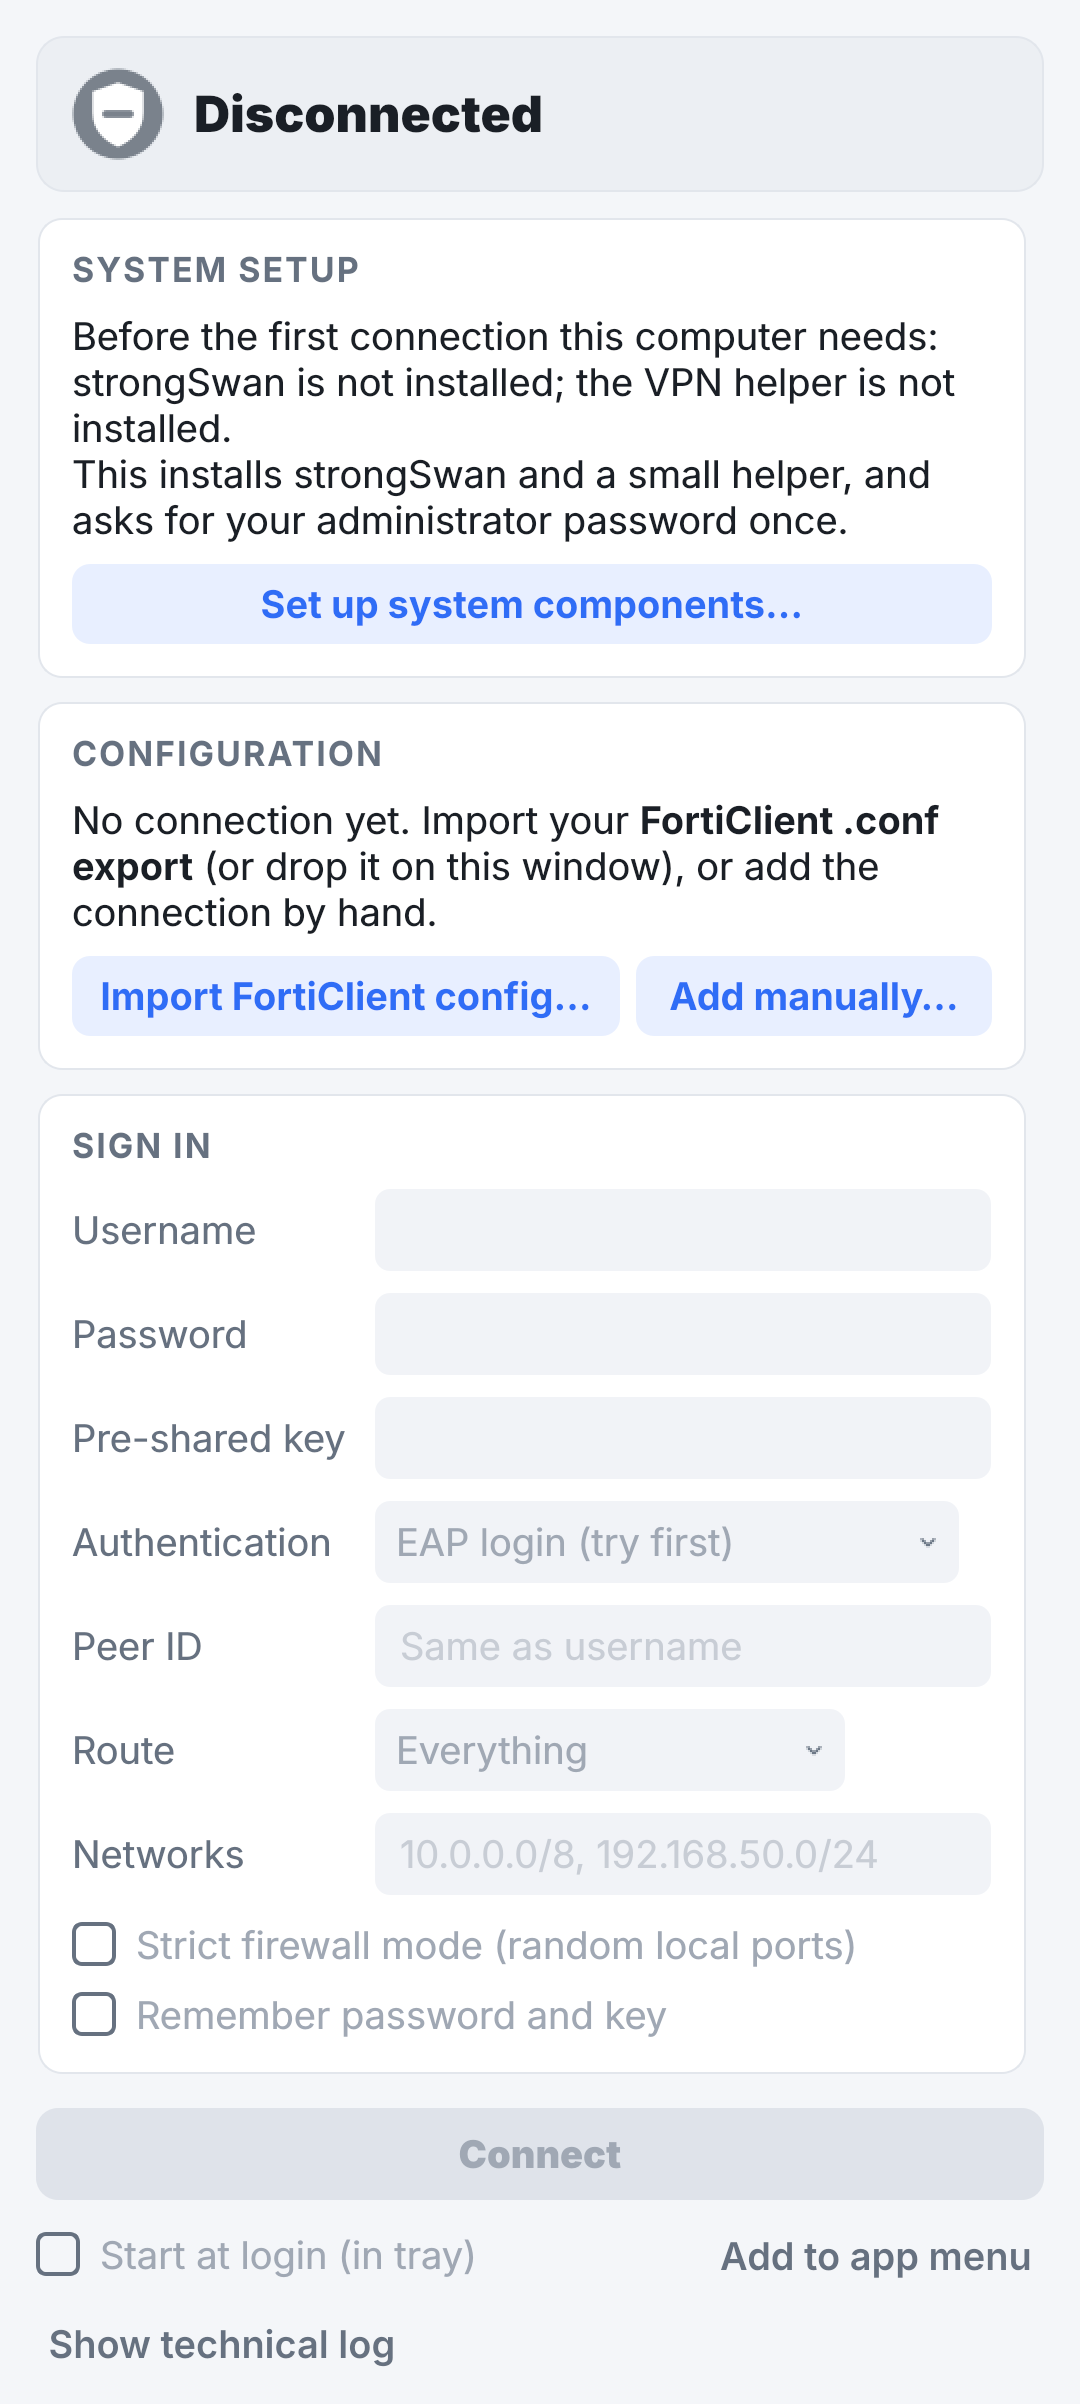 Disconnected
SYSTEM SETUP
Before the first connection this computer needs:
strongSwan is not installed; the VPN helper is not
installed.
This installs strongSwan and a small helper, and
asks for your administrator password once.
Set up system components...
CONFIGURATION
No connection yet. Import your FortiClient .conf
export (or drop it on this window), or add the
connection by hand.
Import FortiClient config... Add manually...
SIGN IN
Username
Password
Pre-shared key
Authentication EAP login (try first)
Peer ID Same as username
Route Everything
Networks 10.0.0.0/8, 192.168.50.0/24
Strict firewall mode (random local ports)
Remember password and key
Connect
Start at login (in tray) Add to app menu
Show technical log